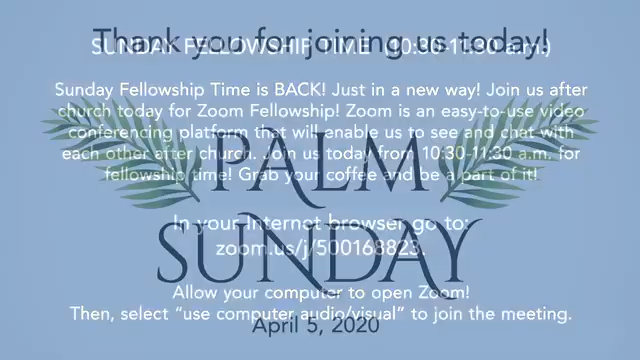 Thank you for joining us today!
SUNDAY FELLOWSHIP TIME (10:30-11:30 a.m.)
Sunday Fellowship Time is BACK! Just in a new way! Join us after
church today for Zoom Fellowship! Zoom is an easy-to-use video
conferencing platform that will enable us to see and chat with
each other after church. Join us today from 10:30-11:30 a.m. for
fellowship time! Grab your coffee and be a part of it!
PALM
In your Internet browser go to:
zoom.us/j/500168823.
SUNDAY
Allow your computer to open Zoom!
Then, select “use computer audio/visual” to join the meeting.
April 5, 2020